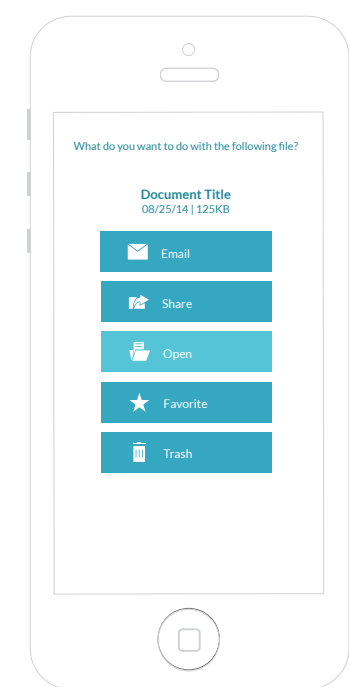 What do you want to do with the following file?
Document Title
08/25/14 | 125KB
Email
Share
Open
Favorite
Trash